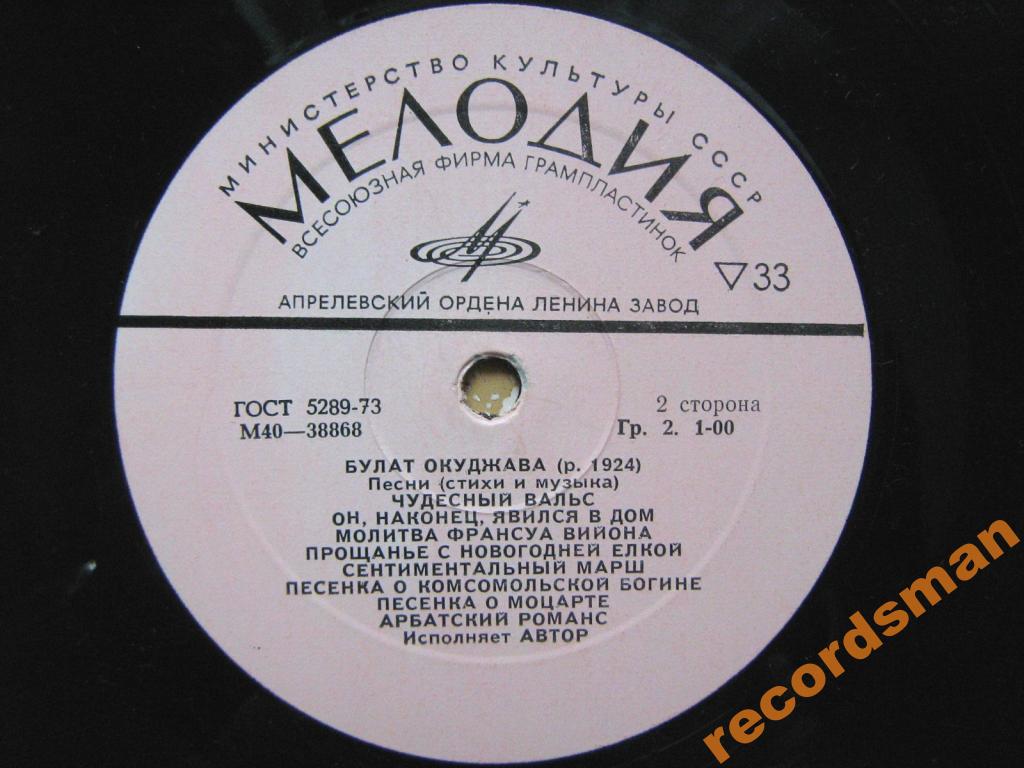 МИНИСТЕРСТВО КУЛЬТУРЫ СССР
МЕЛОДИЯ
ВСЕСОЮЗНАЯ ФИРМА ГРАМПЛАСТИНОК
33
АПРЕЛЕВСКИЙ ОРДЕНА ЛЕНИНА ЗАВОД
ГОСТ 5289-73
М40—38868
2 сторона
Гр. 2. 1-00
БУЛАТ ОКУДЖАВА (р. 1924)
Песни (стихи и музыка)
ЧУДЕСНЫЙ ВАЛЬС
ОН, НАКОНЕЦ, ЯВИЛСЯ В ДОМ
МОЛИТВА ФРАНСУА ВИЙОНА
ПРОЩАНЬЕ С НОВОГОДНЕЙ ЕЛКОЙ
СЕНТИМЕНТАЛЬНЫЙ МАРШ
ПЕСЕНКА О КОМСОМОЛЬСКОЙ БОГИНЕ
ПЕСЕНКА О МОЦАРТЕ
АРБАТСКИЙ РОМАНС
Исполняет АВТОР
recordsman